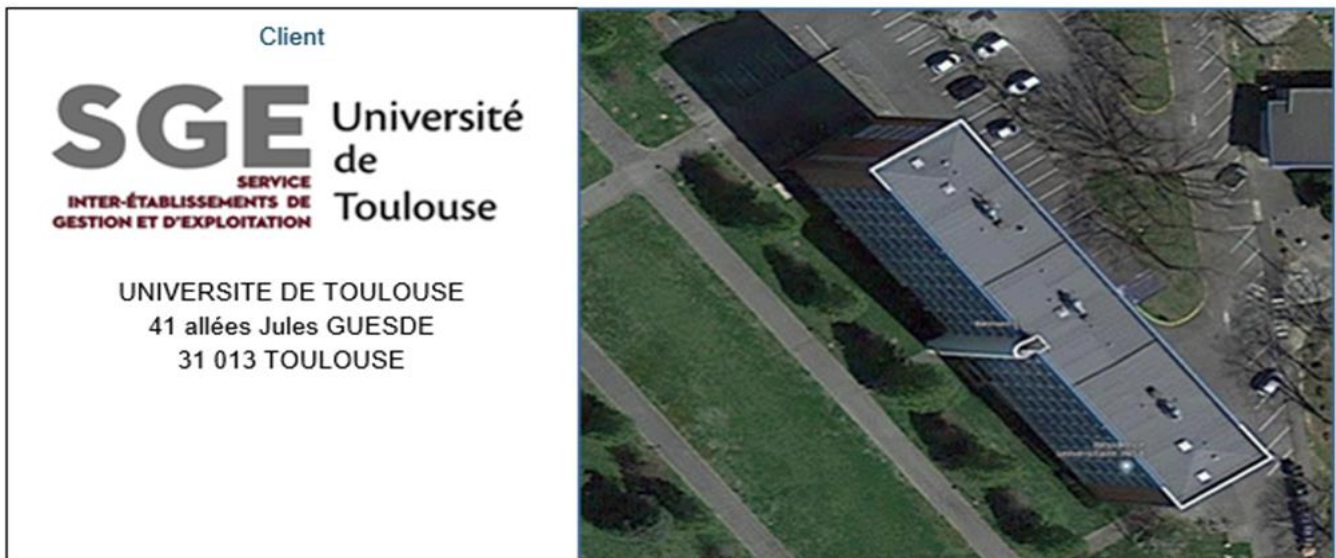 Client
SGE
SERVICE
INTER-ÉTABLISSEMENTS DE
GESTION ET D'EXPLOITATION
Université
de
Toulouse
UNIVERSITE DE TOULOUSE
41 allées Jules GUESDE
31 013 TOULOUSE